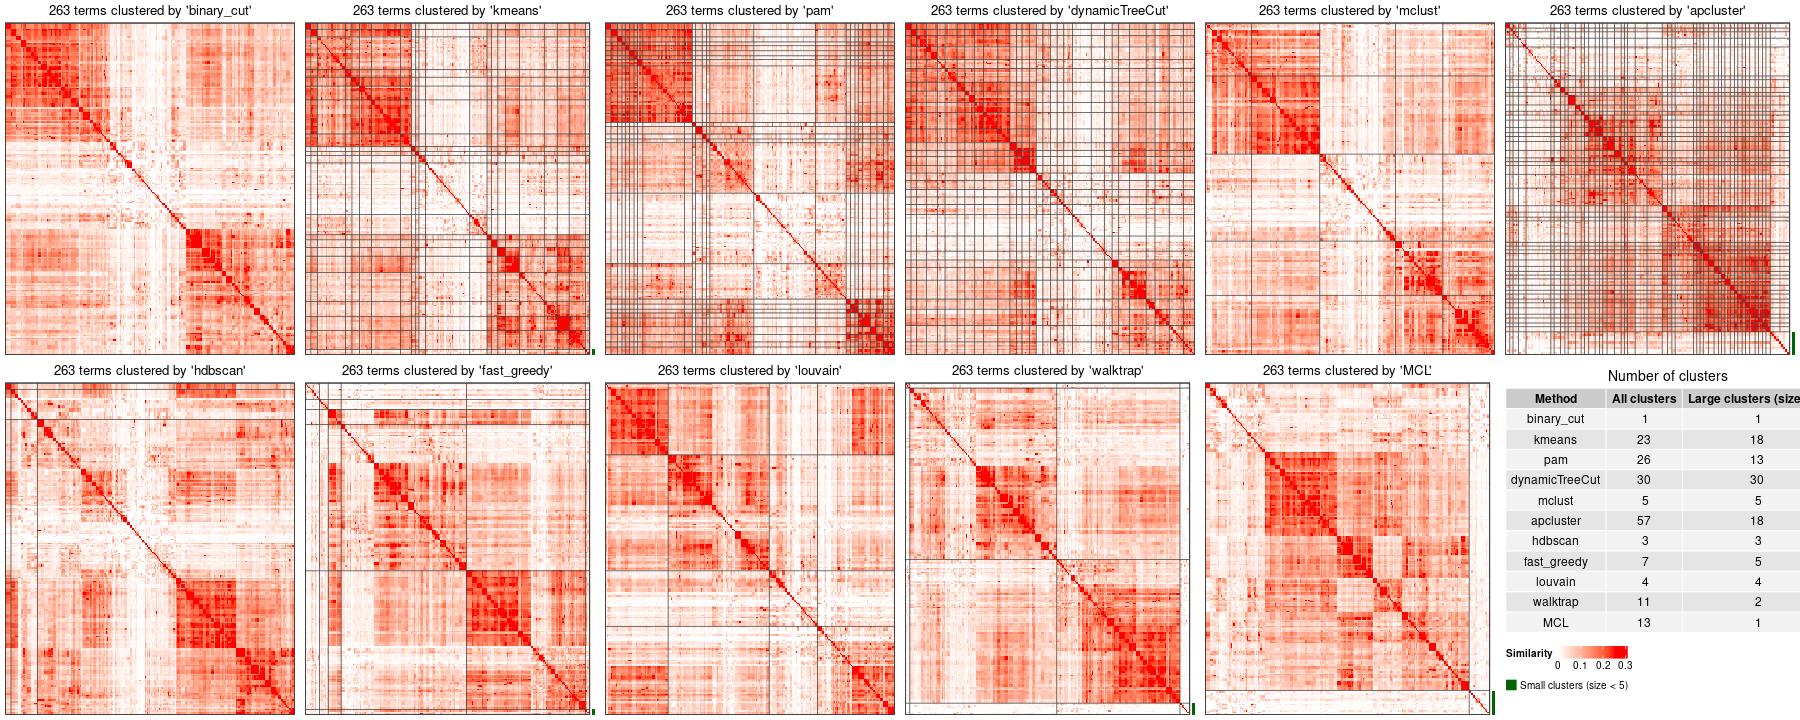 263 terms clustered by 'binary_cut'
263 terms clustered by 'kmeans'
263 terms clustered by 'pam'
263 terms clustered by 'dynamicTreeCut'
263 terms clustered by 'mclust'
263 terms clustered by 'apcluster'
263 terms clustered by 'hdbscan'
263 terms clustered by 'fast_greedy'
263 terms clustered by 'louvain'
263 terms clustered by 'walktrap'
263 terms clustered by 'MCL'
Number of clusters
Method All clusters Large clusters (size
binary_cut 1 1
kmeans 23 18
pam 26 13
dynamicTreeCut 30 30
mclust 5 5
apcluster 57 18
hdbscan 3 3
fast_greedy 7 5
louvain 4 4
walktrap 11 2
MCL 13 1
Similarity
0 0.1 0.2 0.3
Small clusters (size < 5)